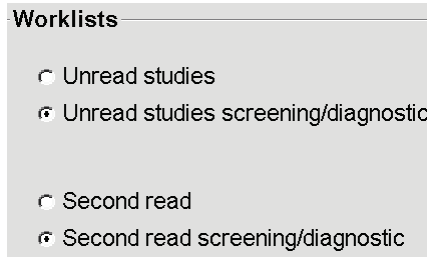 Worklists
Unread studies
Unread studies screening/diagnostic
Second read
Second read screening/diagnostic